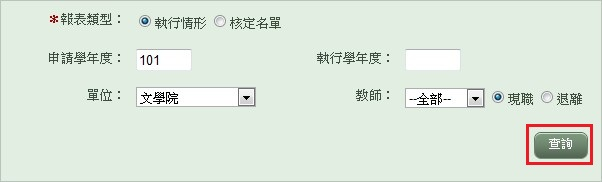 *報表類型： 執行情形 核定名單
申請學年度： 101 執行學年度：
單位： 文學院 教師： --全部-- 現職 退離
查詢